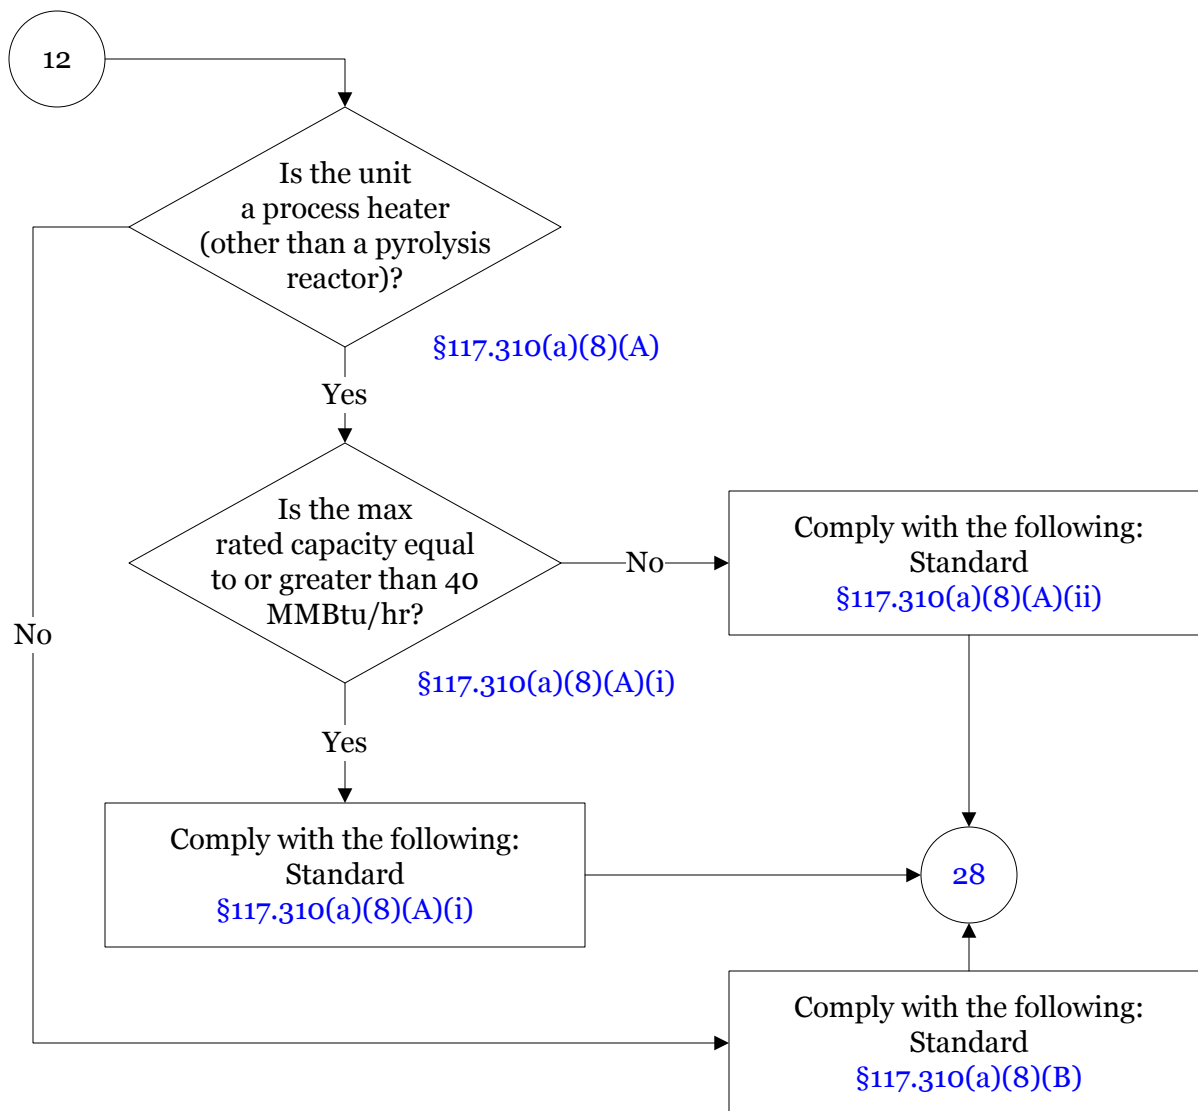 12
Is the unit
a process heater
(other than a pyrolysis
reactor)?
§117.310(a)(8)(A)
Yes
Is the max
rated capacity equal
to or greater than 40
MMBtu/hr?
No
Comply with the following:
Standard
§117.310(a)(8)(A)(ii)
No
§117.310(a)(8)(A)(i)
Yes
Comply with the following:
Standard
§117.310(a)(8)(A)(i)
28
Comply with the following:
Standard
§117.310(a)(8)(B)